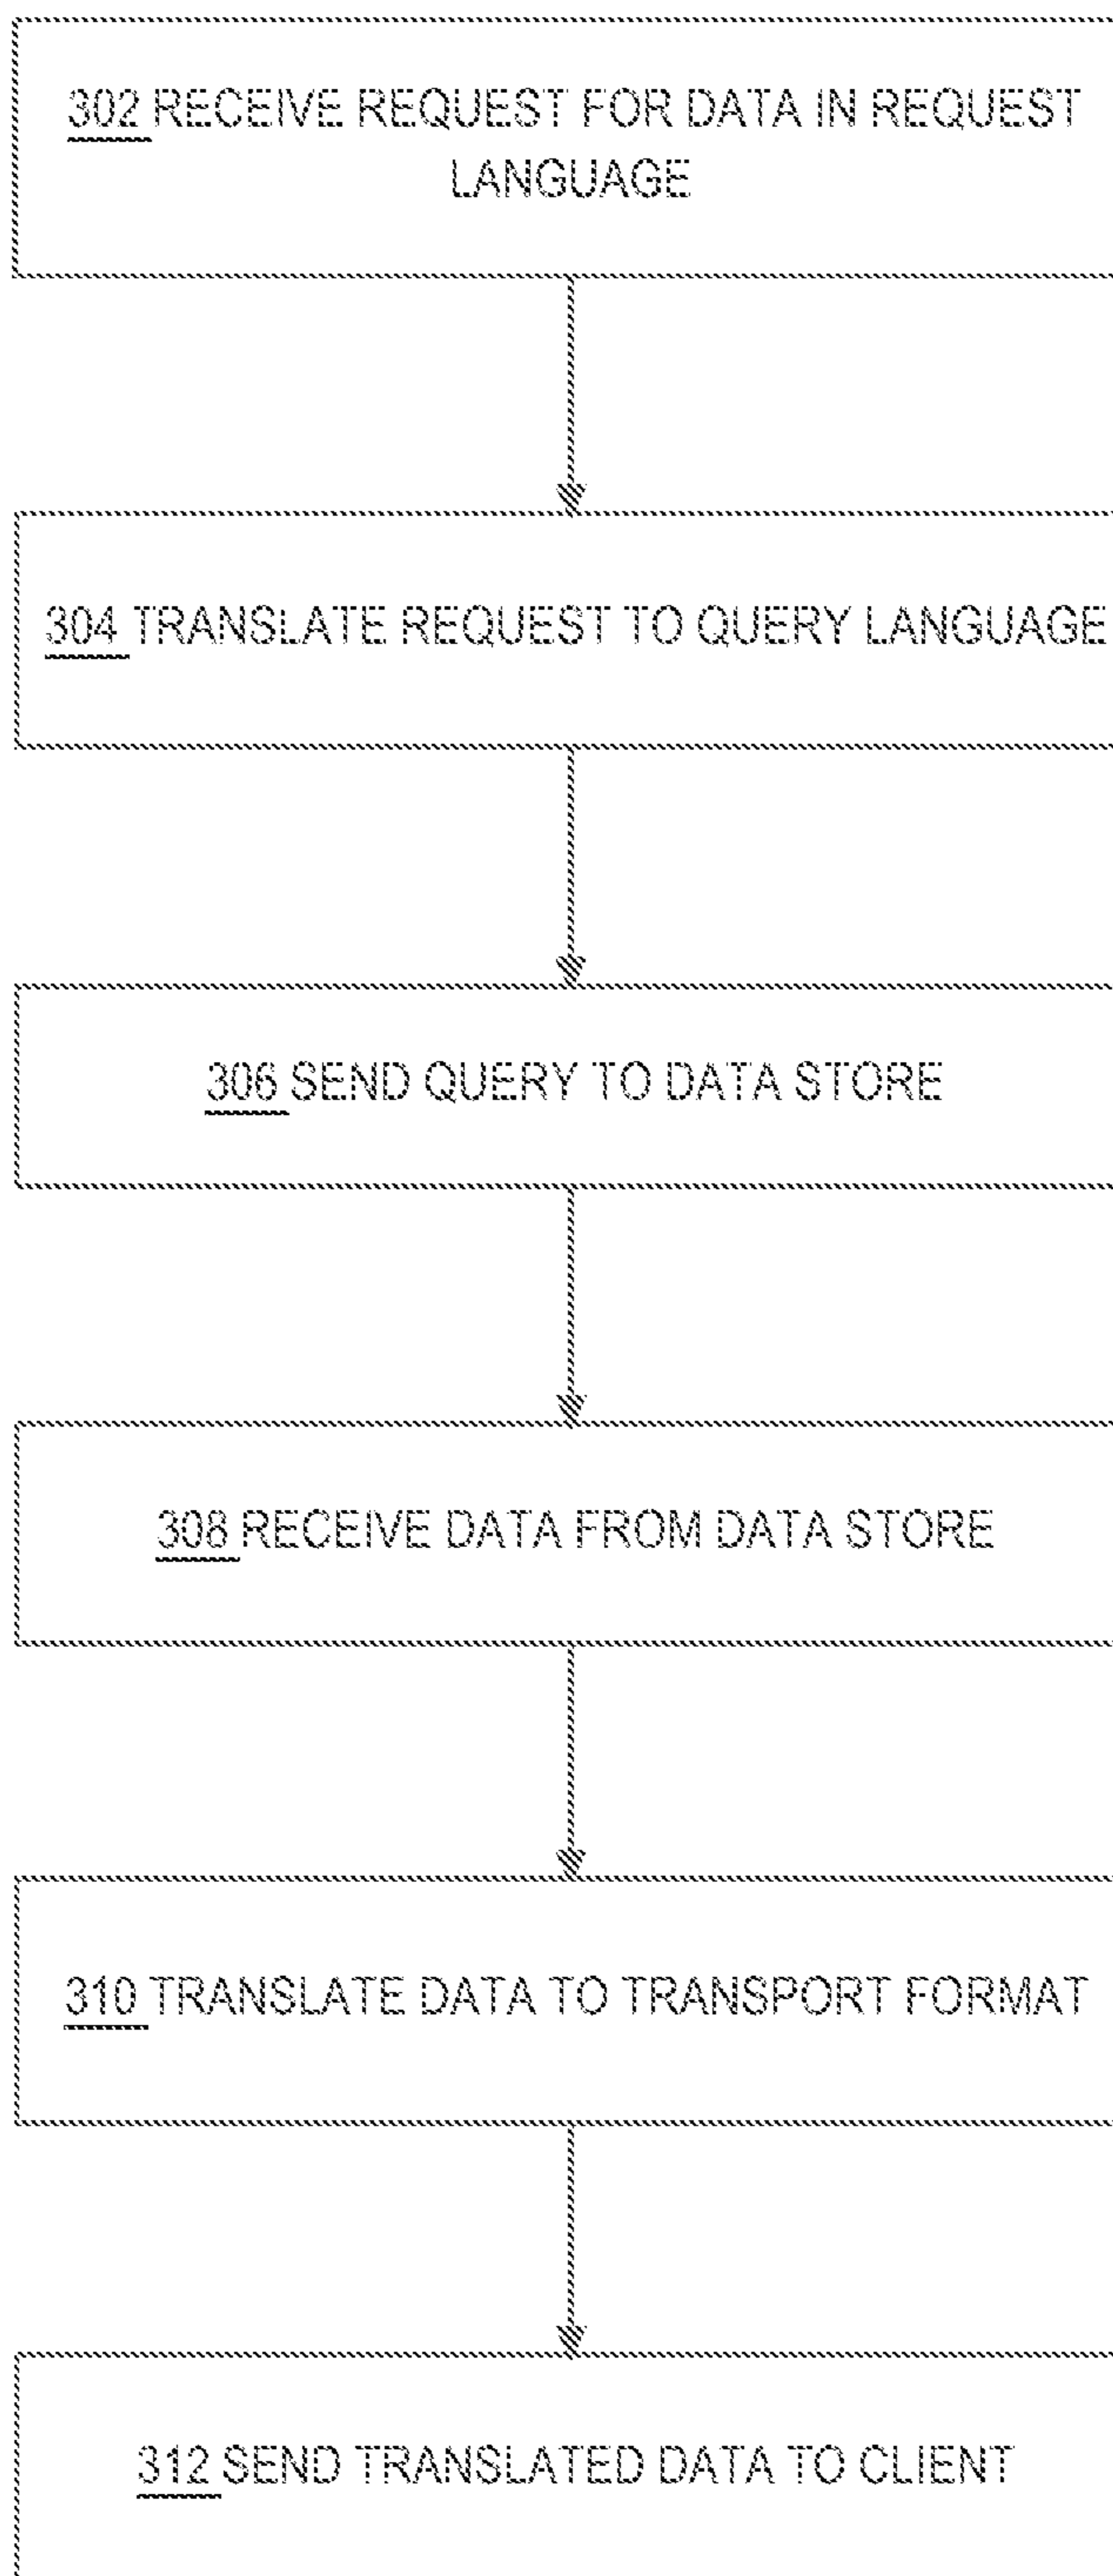 302 RECEIVE REQUEST FOR DATA IN REQUEST
LANGUAGE
304 TRANSLATE REQUEST TO QUERY LANGUAGE
306 SEND QUERY TO DATA STORE
308 RECEIVE DATA FROM DATA STORE
310 TRANSLATE DATA TO TRANSPORT FORMAT
312 SEND TRANSLATED DATA TO CLIENT